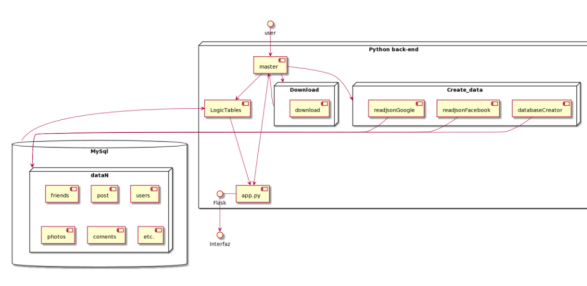 user
Python back-end
master
Download
Create_data
LogicTables
download
readjsonGoogle
readjsonFacebook
databaseCreator
MySql
dataN
friends
post
users
app.py
Flask
photos
coments
etc.
Interfaz